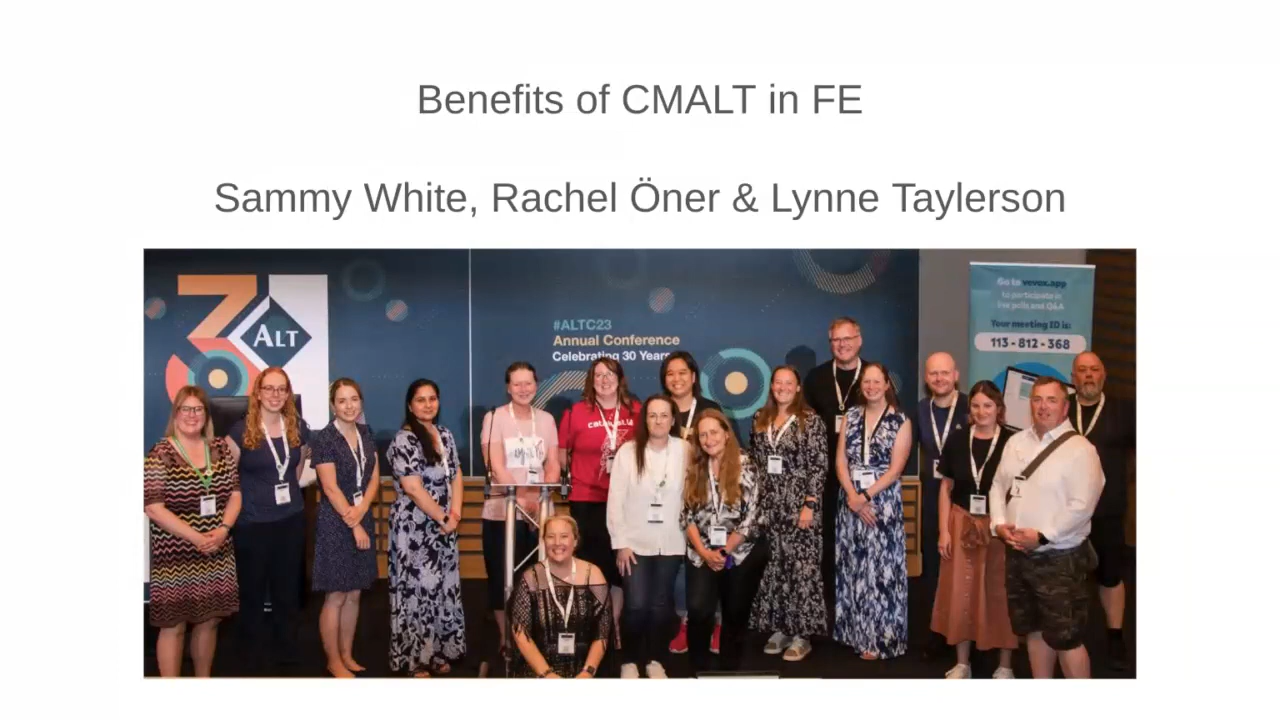 Benefits of CMALT in FE
Sammy White, Rachel Öner & Lynne Taylerson
3
ALT
#ALTC23
Annual Conference
Celebrating 30 Years
Go to vevox.app
to participate in
live polls and Q&A
Your meeting ID is:
113 - 812 - 368